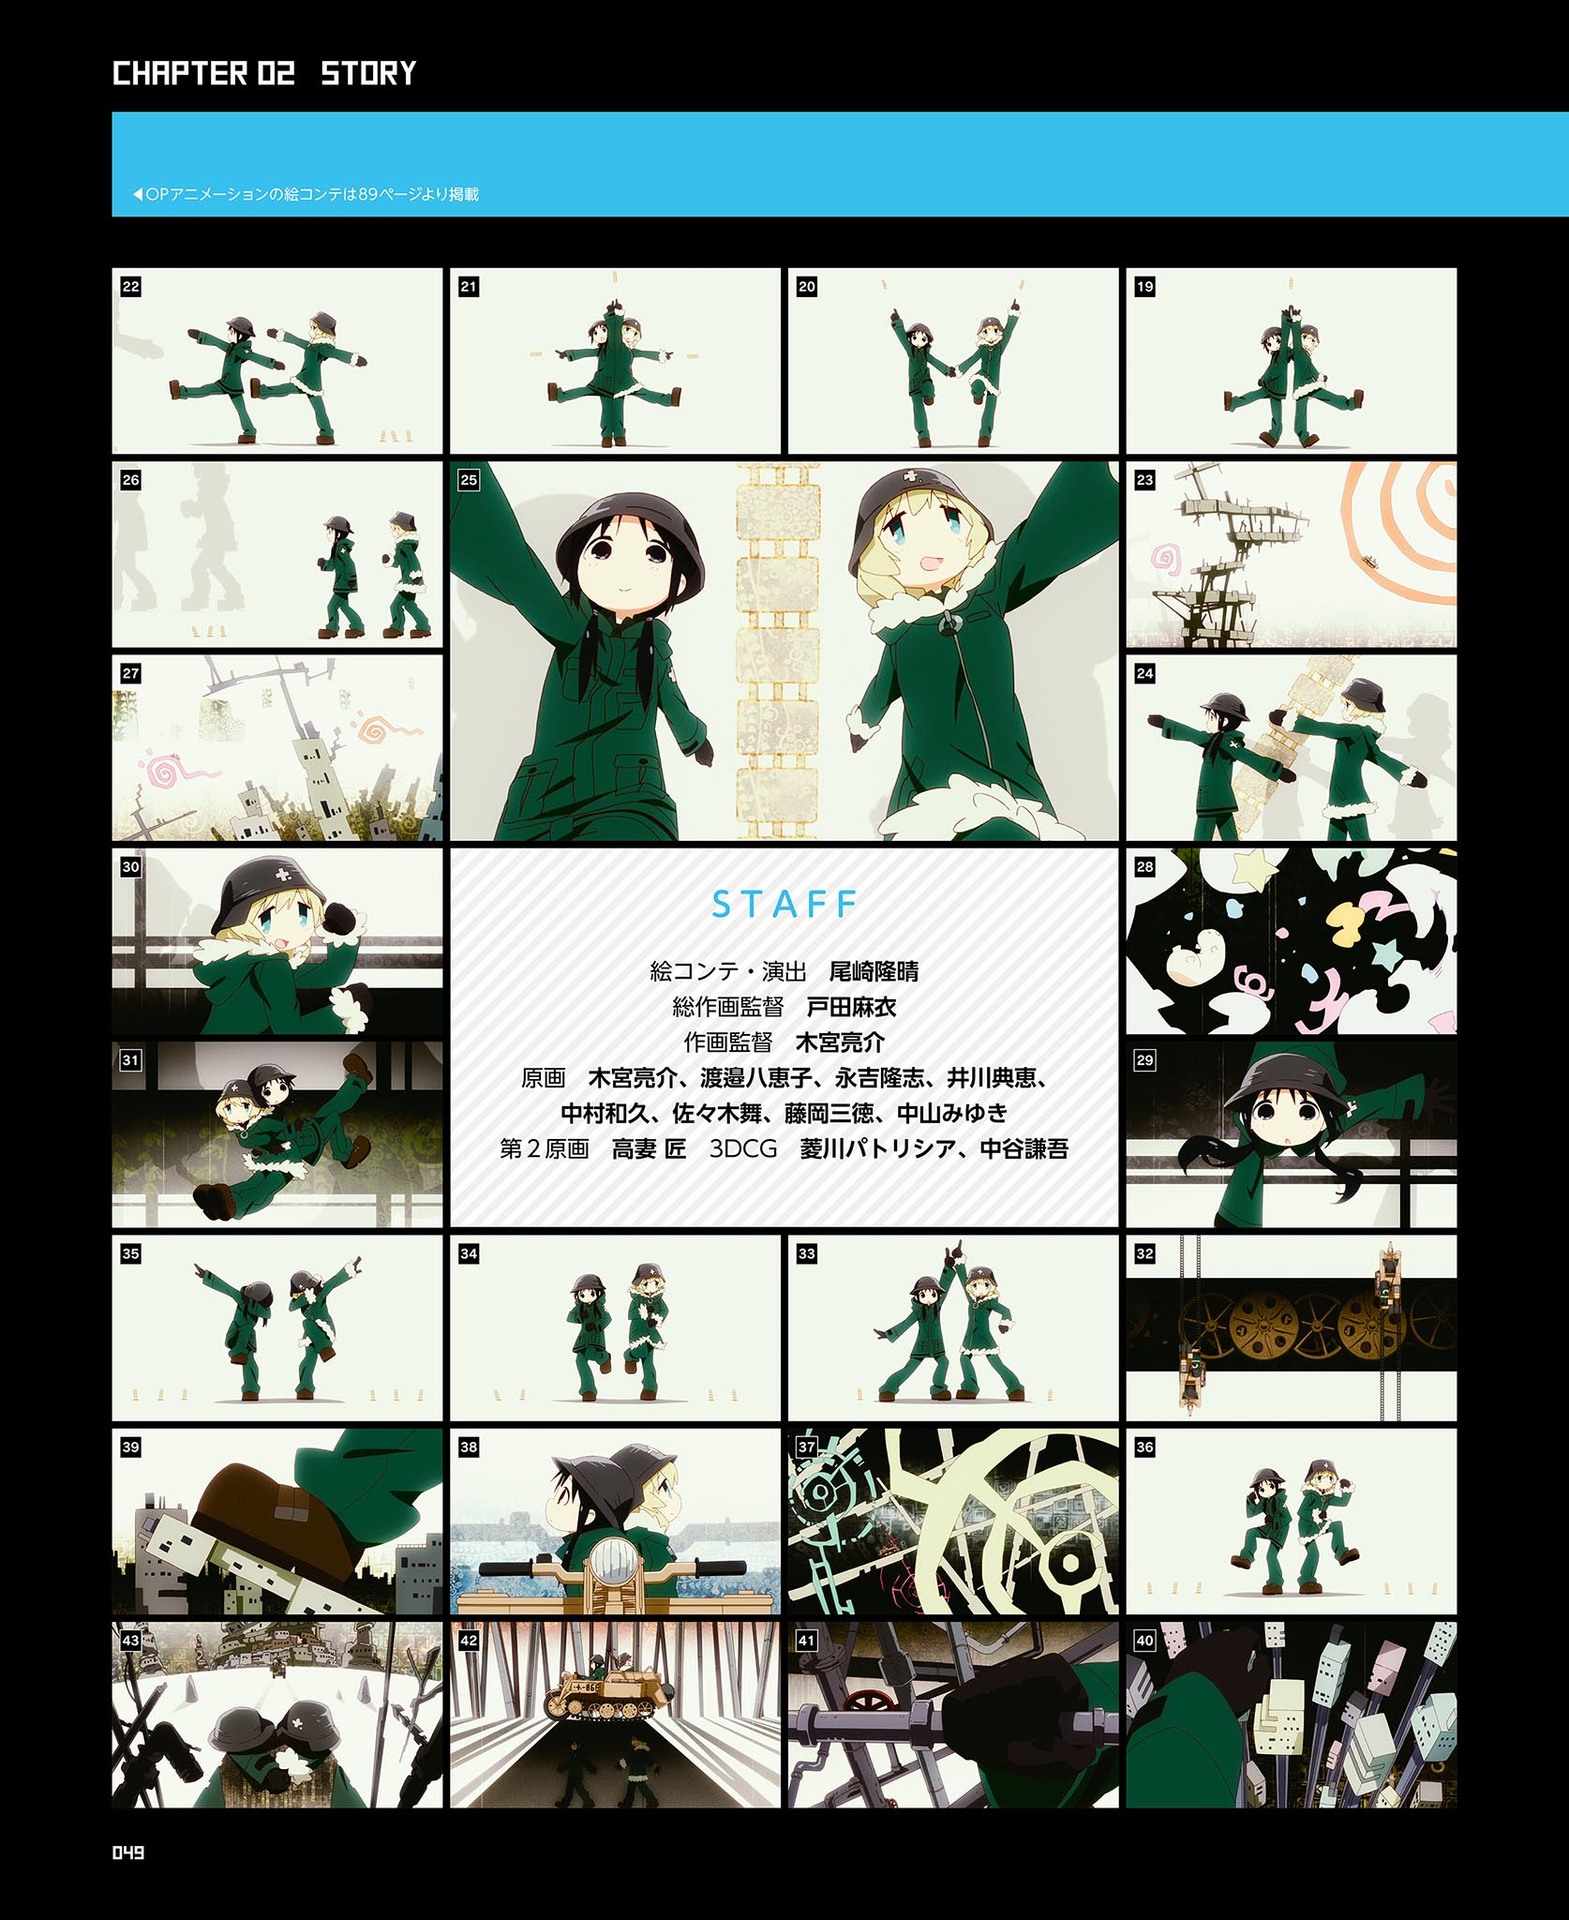 CHAPTER 02 STORY
◀OPアニメーションの絵コンテは89ページより掲載
22
21
20
19
26
25
23
27
24
30
28
31
29
STAFF
絵コンテ・演出 尾崎隆晴
総作画監督 戸田麻衣
作画監督 木宮亮介
原画 木宮亮介、渡邉八恵子、永吉隆志、井川典恵、
中村和久、佐々木舞、藤岡三徳、中山みゆき
第２原画 高妻 匠 3DCG 菱川パトリシア、中谷謙吾
35
34
33
32
39
38
37
36
43
42
41
40
049